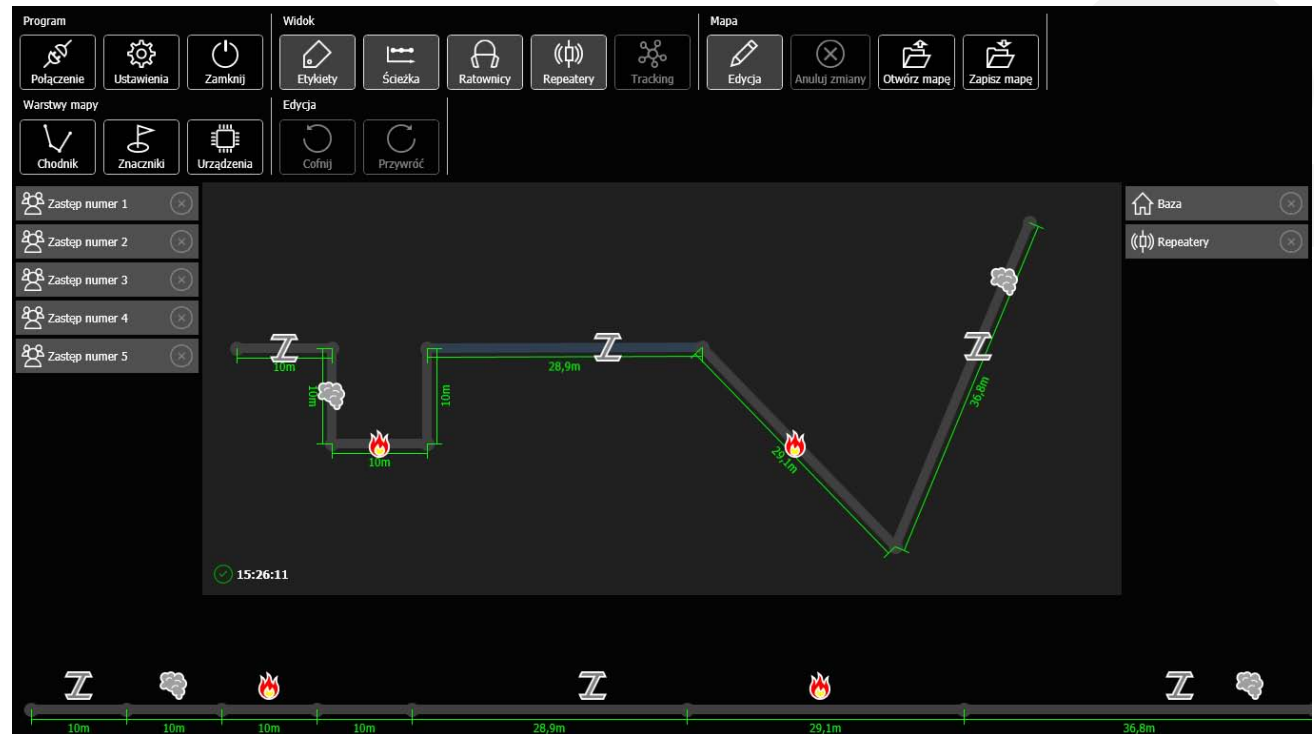 Program
Widok
Mapa
Połączenie
Ustawienia
Zamknij
Etykiety
Ścieżka
Ratownicy
Repeatery
Tracking
Edycja
Anuluj zmiany
Otwórz mapę
Zapisz mapę
Warstwy mapy
Edycja
Chodnik
Znaczniki
Urządzenia
Cofnij
Przywróć
Zastęp numer 1
Zastęp numer 2
Zastęp numer 3
Zastęp numer 4
Zastęp numer 5
Baza
Repeatery
10m
10m
10m
10m
28,9m
29,1m
36,8m
15:26:11
10m
10m
10m
10m
28,9m
29,1m
36,8m